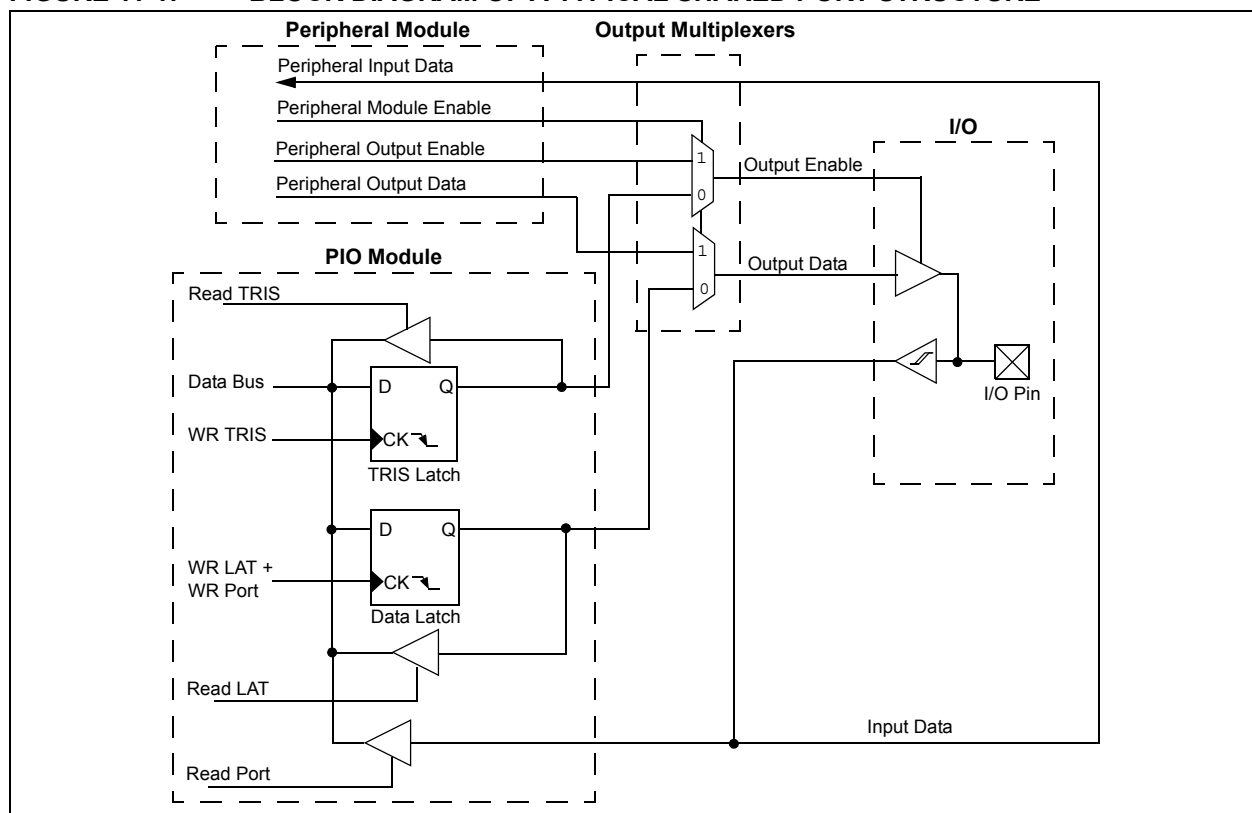 Peripheral Module
Output Multiplexers
Peripheral Input Data
Peripheral Module Enable
Peripheral Output Enable
Peripheral Output Data
1
0
1
0
Output Enable
Output Data
I/O
I/O Pin
PIO Module
Read TRIS
Data Bus
D Q
WR TRIS
CK
TRIS Latch
D Q
WR LAT +
WR Port
CK
Data Latch
Read LAT
Input Data
Read Port